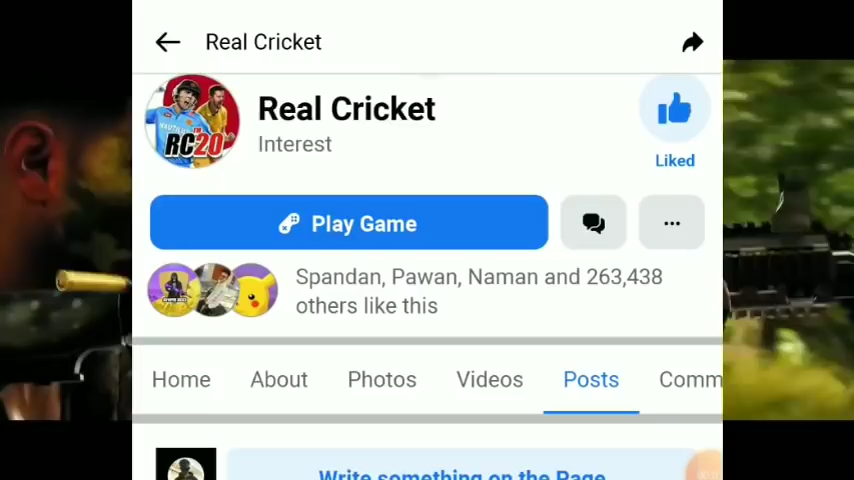 Real Cricket
Real Cricket
Interest
RC20
Liked
Play Game
Spandan, Pawan, Naman and 263,438
others like this
Home About Photos Videos Posts Comm
Write something on the Page